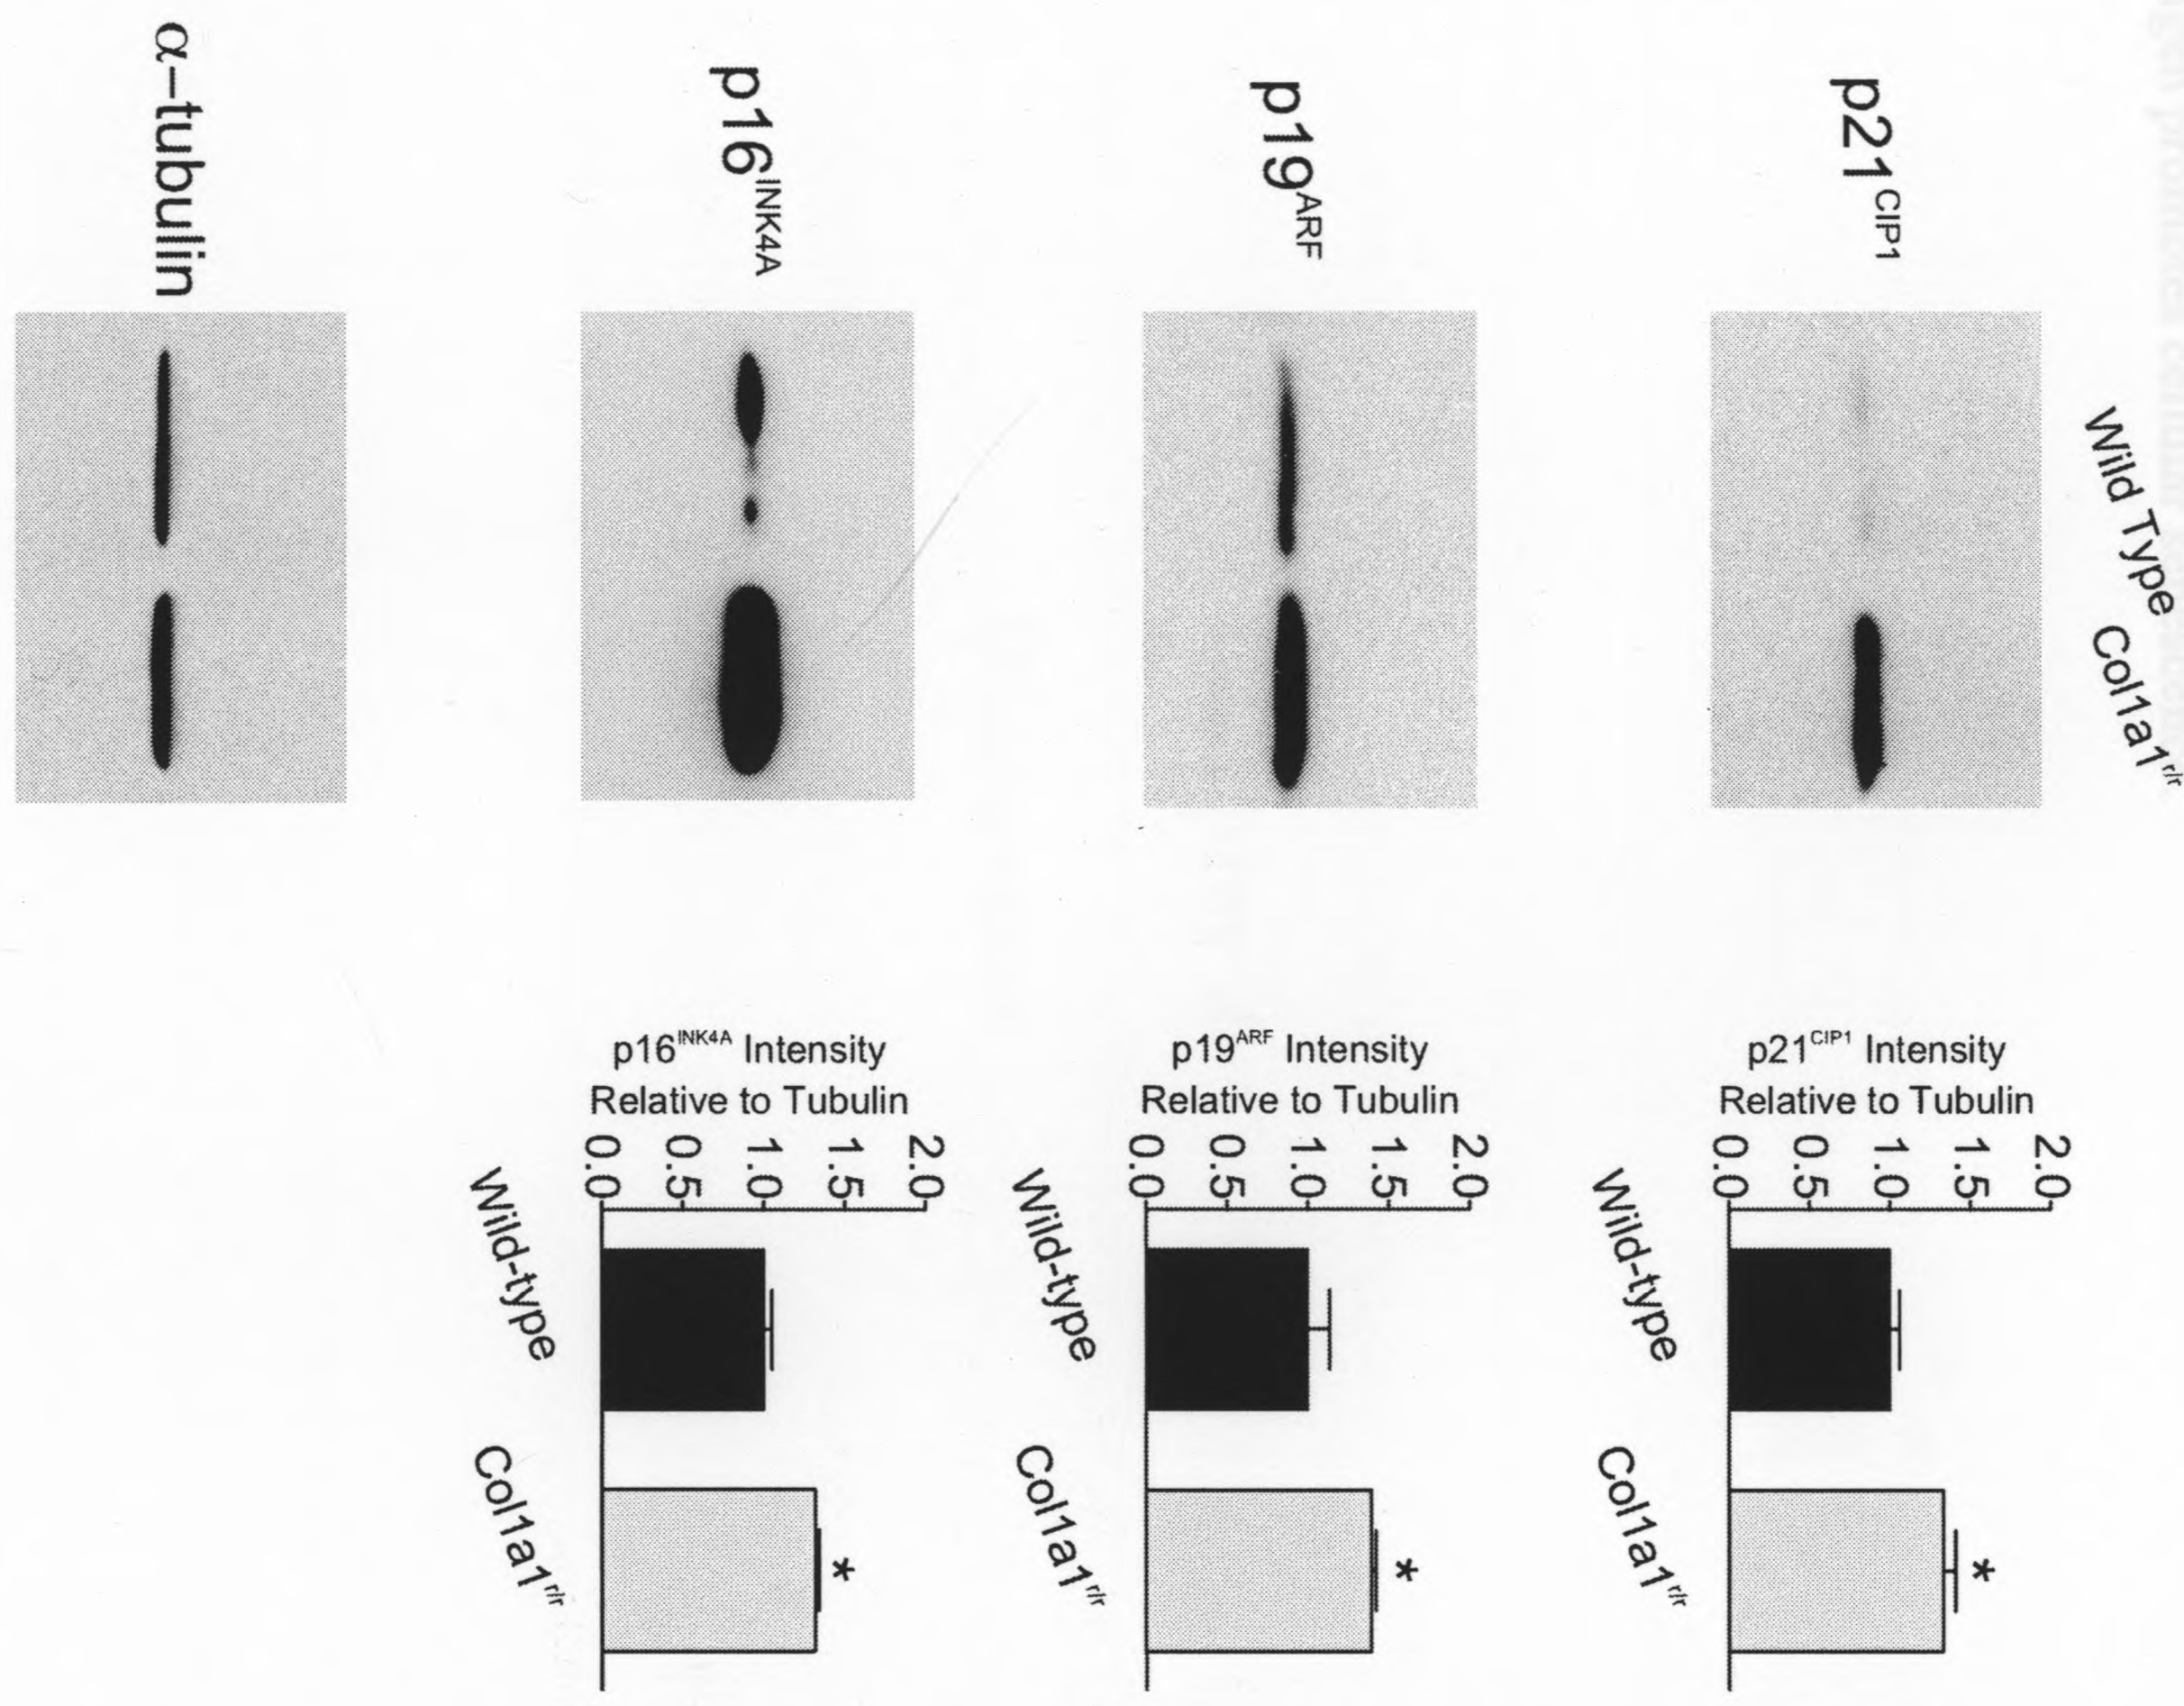 Wild Type
Col1a1r/r
p21CIP1
p21CIP1 Intensity
Relative to Tubulin
2.0
1.5
1.0
0.5
0.0
*
Wild-type
Col1a1r/r
p19ARF
p19ARF Intensity
Relative to Tubulin
2.0
1.5
1.0
0.5
0.0
*
Wild-type
Col1a1r/r
p16INK4A
p16INK4A Intensity
Relative to Tubulin
2.0
1.5
1.0
0.5
0.0
*
Wild-type
Col1a1r/r
α–tubulin